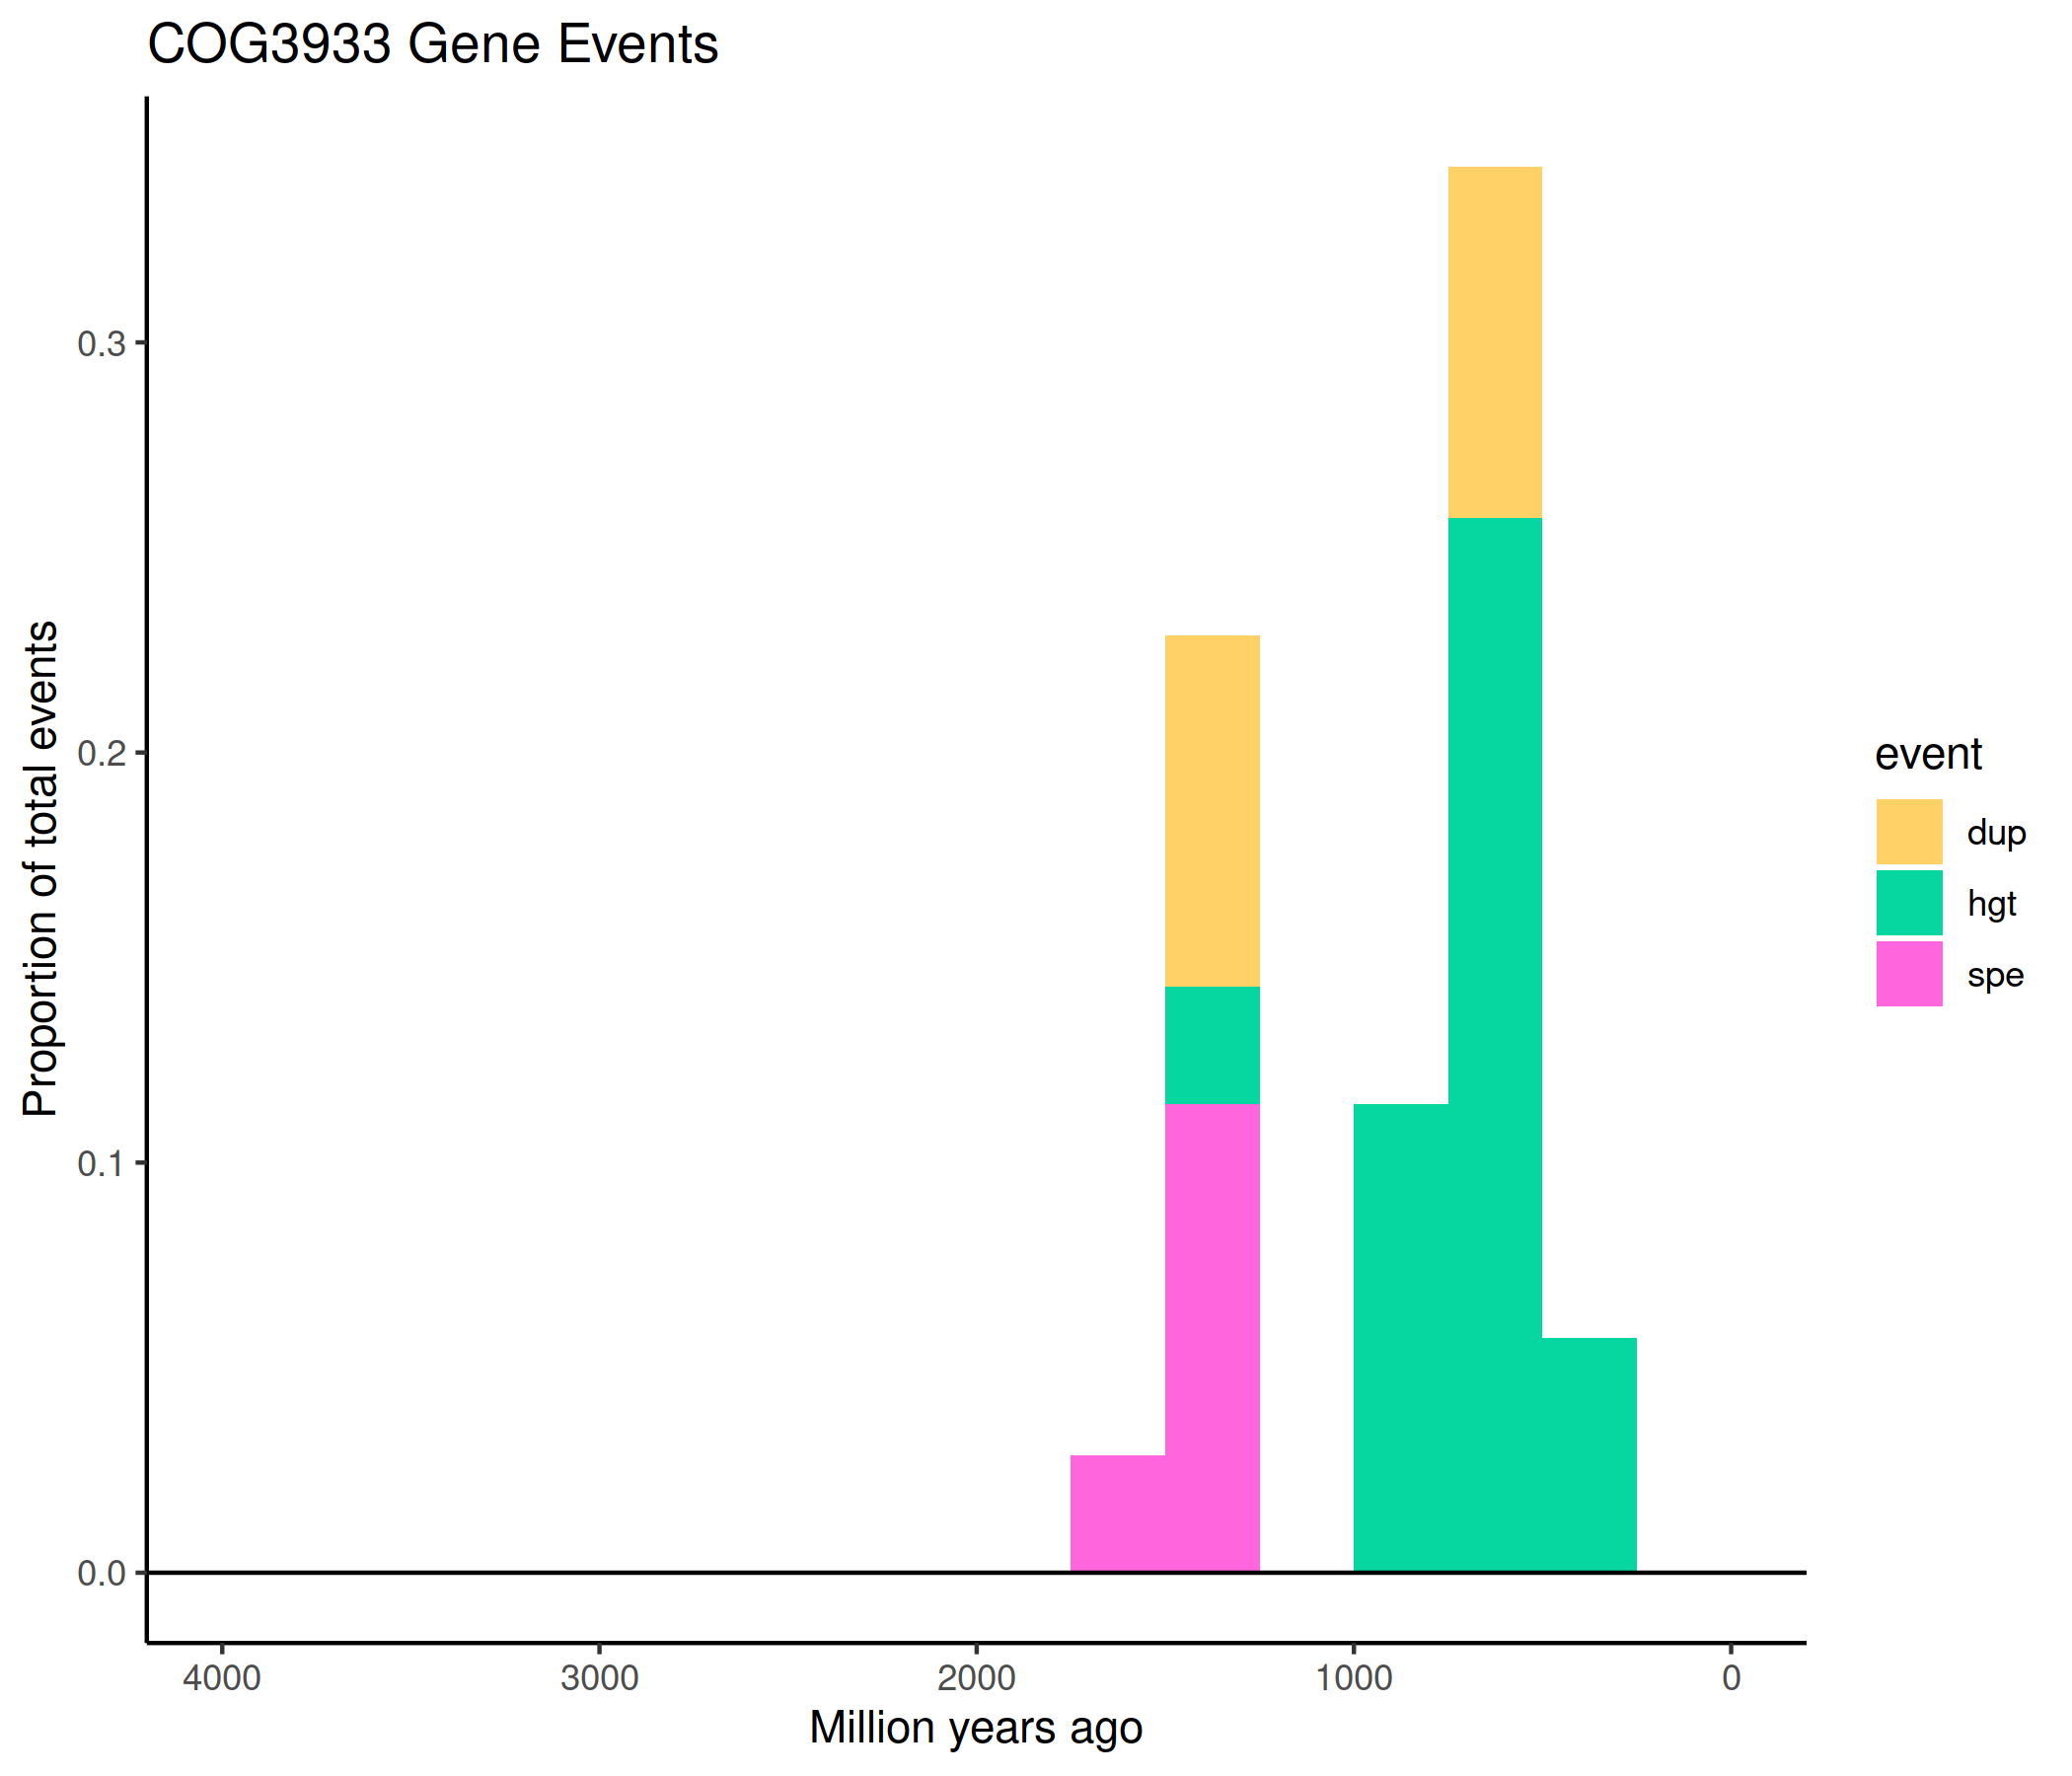 COG3933 Gene Events
Proportion of total events
0.3
0.2
0.1
0.0
4000 3000 2000 1000 0
Million years ago
event
dup
hgt
spe